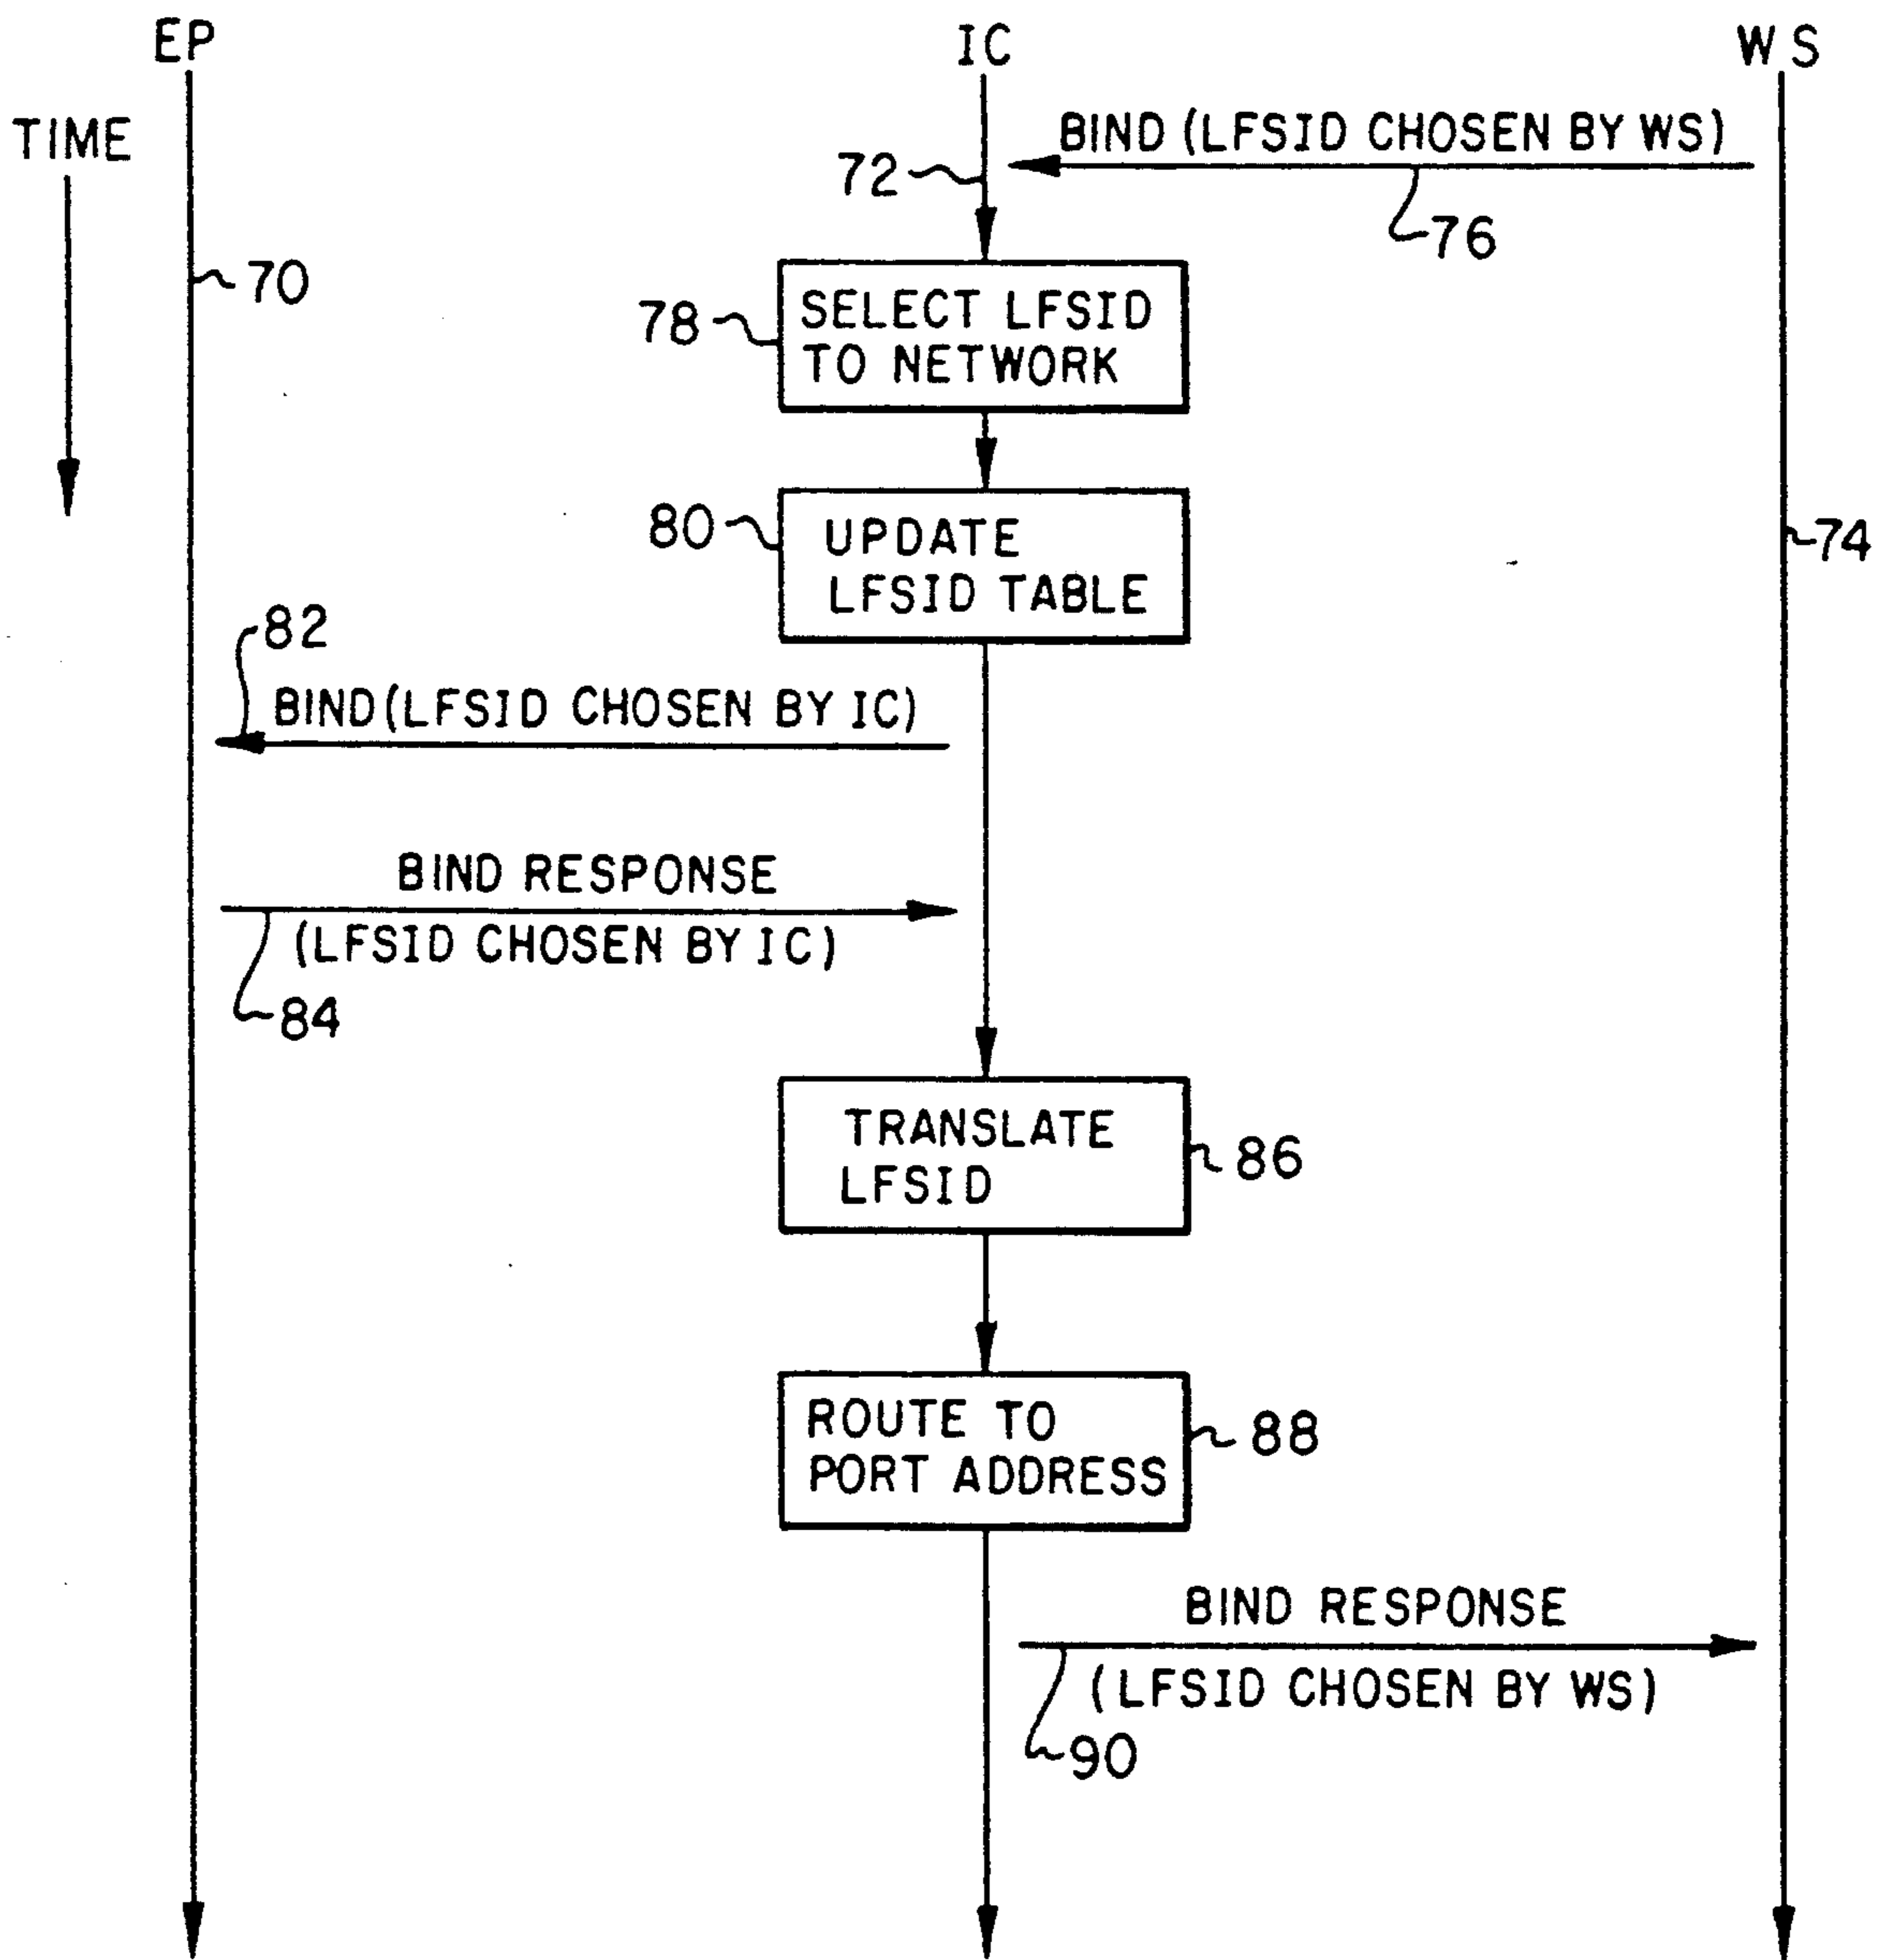 EP
IC
WS
TIME
BIND (LFSID CHOSEN BY WS)
72
76
70
78
SELECT LFSID
TO NETWORK
80
UPDATE
LFSID TABLE
74
82
BIND(LFSID CHOSEN BY IC)
BIND RESPONSE
(LFSID CHOSEN BY IC)
84
TRANSLATE
LFSID
86
ROUTE TO
PORT ADDRESS
88
BIND RESPONSE
(LFSID CHOSEN BY WS)
90